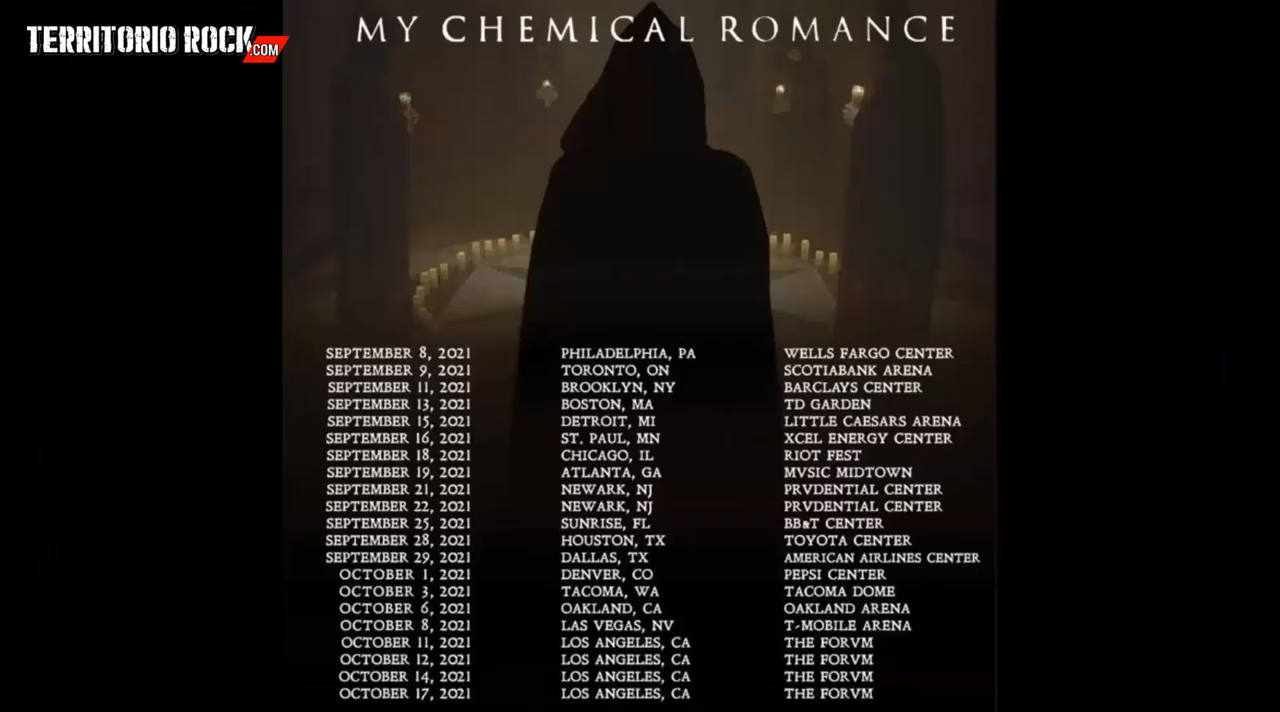 TERRITORIO ROCK.COM
MY CHEMICAL ROMANCE
SEPTEMBER 8, 2021 PHILADELPHIA, PA WELLS FARGO CENTER
SEPTEMBER 9, 2021 TORONTO, ON SCOTIABANK ARENA
SEPTEMBER 11, 2021 BROOKLYN, NY BARCLAYS CENTER
SEPTEMBER 13, 2021 BOSTON, MA TD GARDEN
SEPTEMBER 15, 2021 DETROIT, MI LITTLE CAESARS ARENA
SEPTEMBER 16, 2021 ST. PAUL, MN XCEL ENERGY CENTER
SEPTEMBER 18, 2021 CHICAGO, IL RIOT FEST
SEPTEMBER 19, 2021 ATLANTA, GA MVSIC MIDTOWN
SEPTEMBER 21, 2021 NEWARK, NJ PRVDENTIAL CENTER
SEPTEMBER 22, 2021 NEWARK, NJ PRVDENTIAL CENTER
SEPTEMBER 25, 2021 SUNRISE, FL BB&T CENTER
SEPTEMBER 28, 2021 HOUSTON, TX TOYOTA CENTER
SEPTEMBER 29, 2021 DALLAS, TX AMERICAN AIRLINES CENTER
OCTOBER 1, 2021 DENVER, CO PEPSI CENTER
OCTOBER 3, 2021 TACOMA, WA TACOMA DOME
OCTOBER 6, 2021 OAKLAND, CA OAKLAND ARENA
OCTOBER 8, 2021 LAS VEGAS, NV T-MOBILE ARENA
OCTOBER 11, 2021 LOS ANGELES, CA THE FORVM
OCTOBER 12, 2021 LOS ANGELES, CA THE FORVM
OCTOBER 14, 2021 LOS ANGELES, CA THE FORVM
OCTOBER 17, 2021 LOS ANGELES, CA THE FORVM